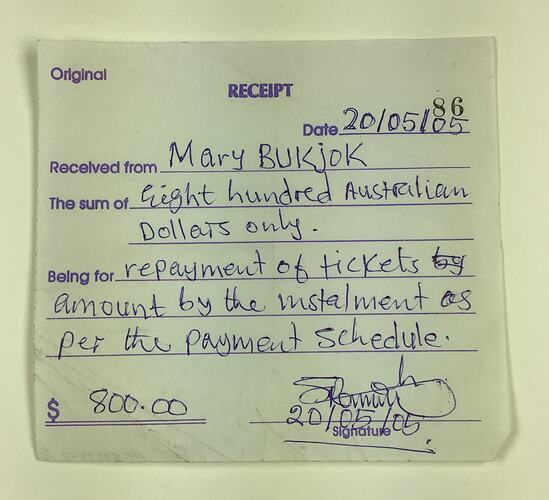 Original
RECEIPT
86
Date 20/05/05
Received from Mary BUKjOK
The sum of Eight hundred Australian
Dollars only.
Being for repayment of tickets by
amount by the instalment as
per the payment schedule.
$ 800.00
20/05/05
Signature